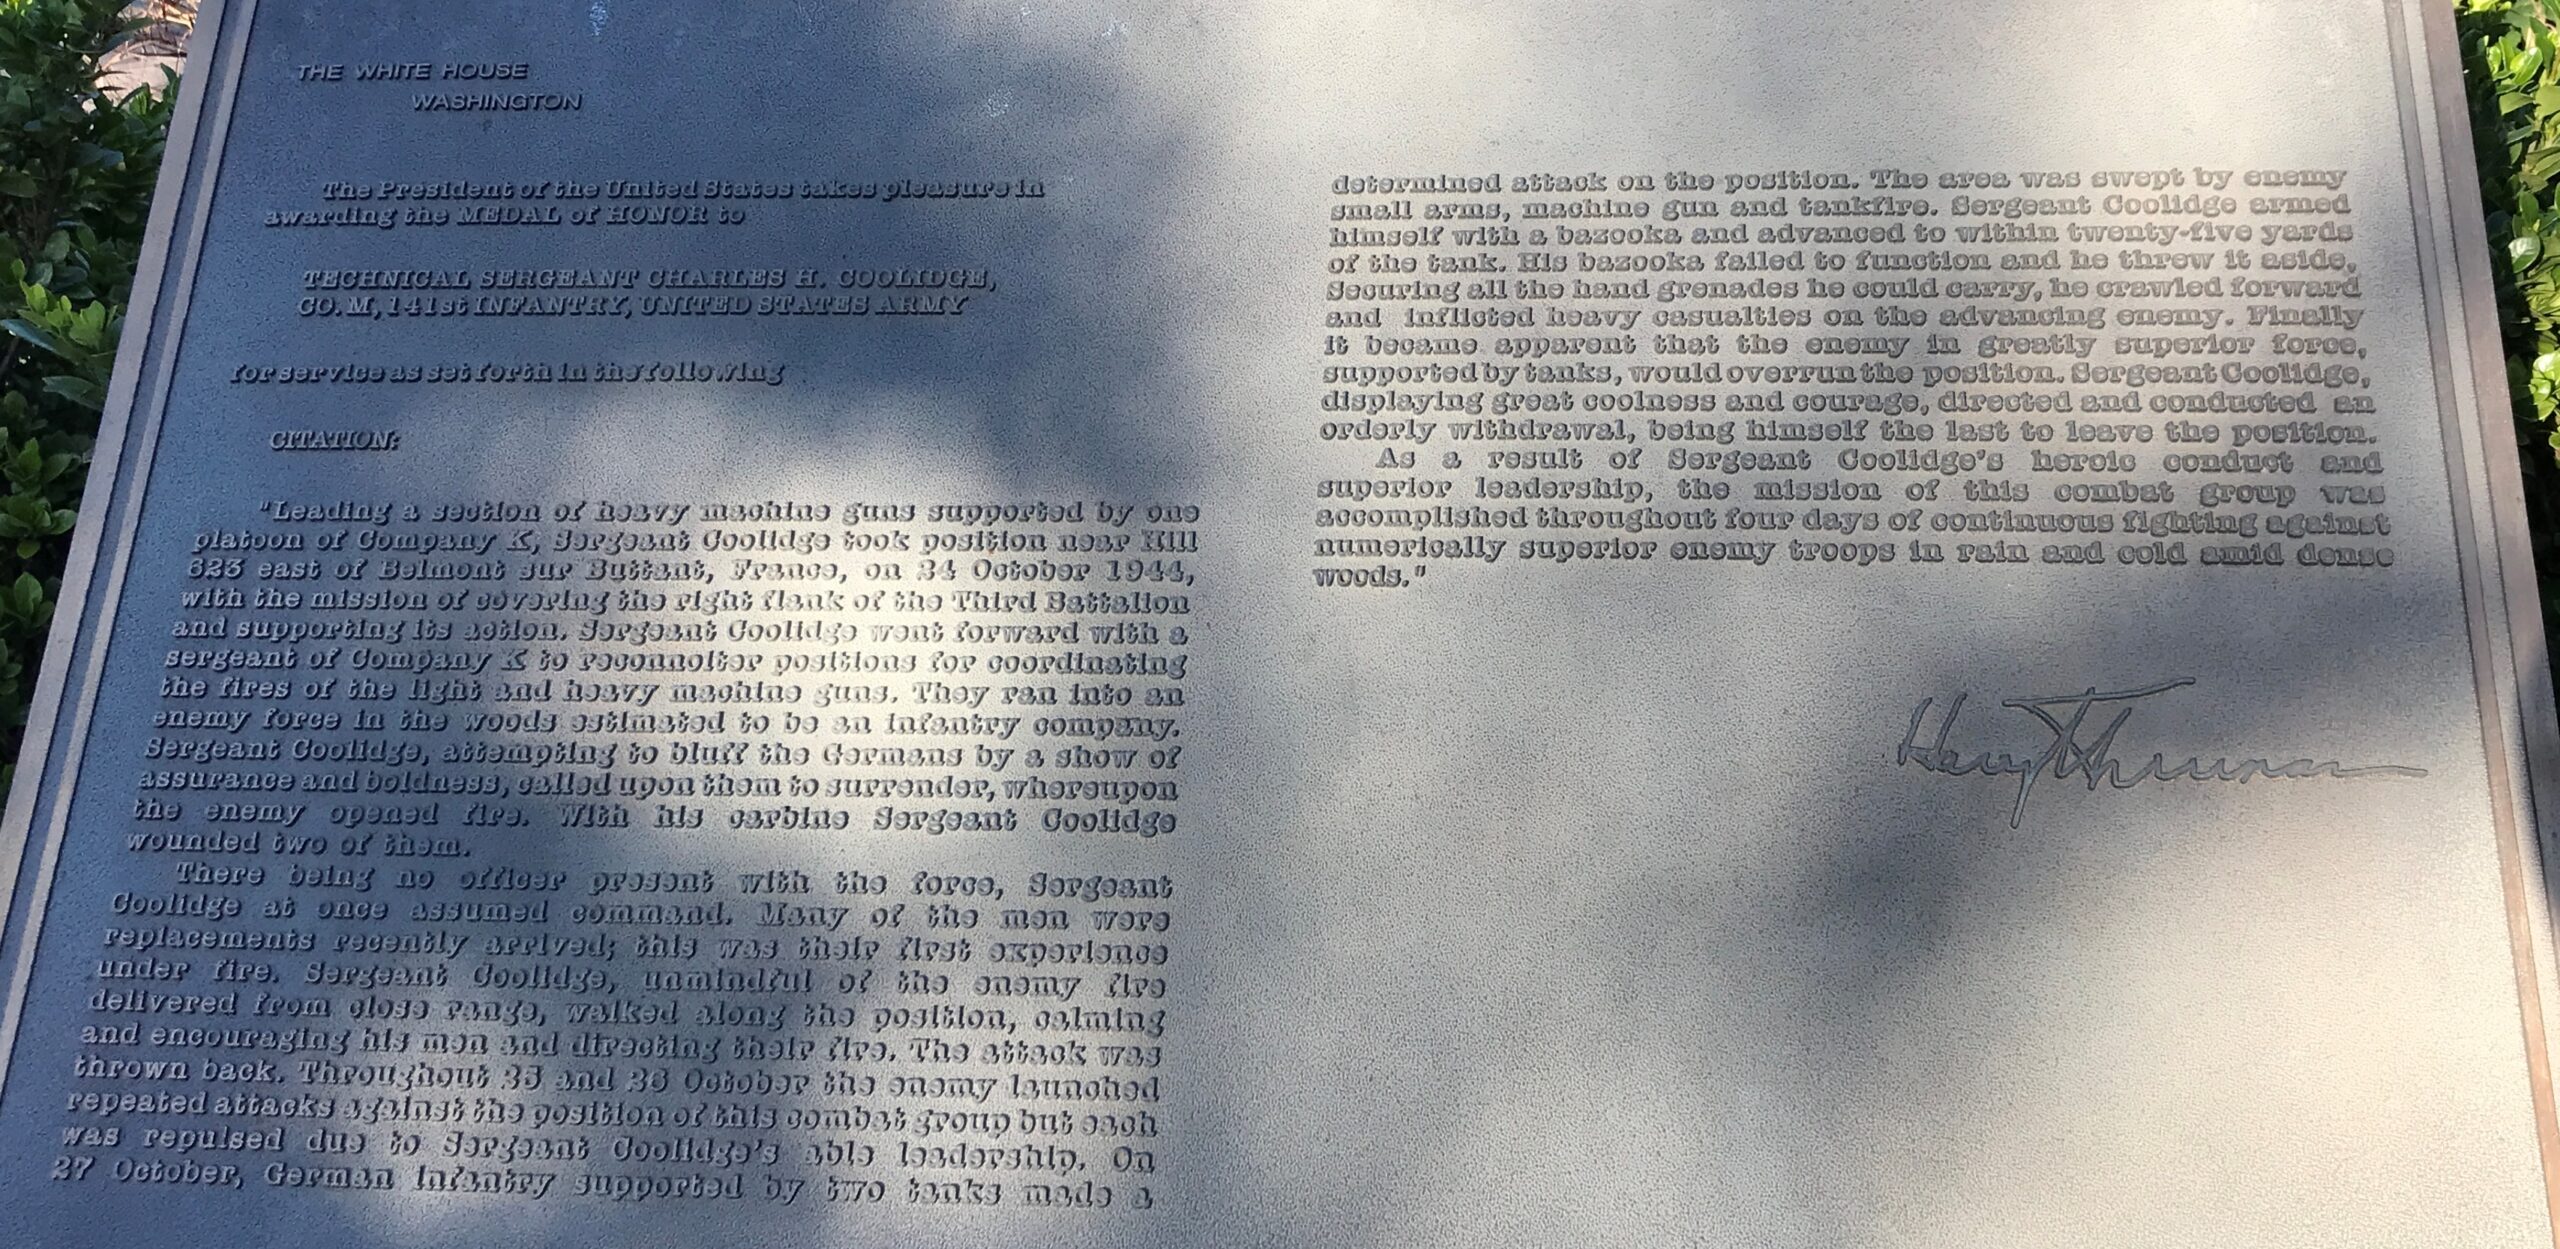 THE WHITE HOUSE
WASHINGTON
The President of the United States takes pleasure in
awarding the MEDAL of HONOR to
TECHNICAL SERGEANT CHARLES H. COOLIDGE,
CO. M, 141st INFANTRY, UNITED STATES ARMY
for service as set forth in the following
CITATION:
"Leading a section of heavy machine guns supported by one
platoon of Company K, Sergeant Coolidge took position near Hill
623 east of Belmont sur Buttant, France, on 24 October 1944,
with the mission of covering the right flank of the Third Battalion
and supporting its action. Sergeant Coolidge went forward with a
sergeant of Company K to reconnoiter positions for coordinating
the fires of the light and heavy machine guns. They ran into an
enemy force in the woods estimated to be an infantry company.
Sergeant Coolidge, attempting to bluff the Germans by a show of
assurance and boldness, called upon them to surrender, whereupon
the enemy opened fire. With his carbine Sergeant Coolidge
wounded two of them.
There being no officer present with the force, Sergeant
Coolidge at once assumed command. Many of the men were
replacements recently arrived; this was their first experience
under fire. Sergeant Coolidge, unmindful of the enemy fire
delivered from close range, walked along the position, calming
and encouraging his men and directing their fire. The attack was
thrown back. Throughout 25 and 26 October the enemy launched
repeated attacks against the position of this combat group but each
was repulsed due to Sergeant Coolidge's able leadership. On
27 October, German infantry supported by two tanks made a
determined attack on the position. The area was swept by enemy
small arms, machine gun and tankfire. Sergeant Coolidge armed
himself with a bazooka and advanced to within twenty-five yards
of the tank. His bazooka failed to function and he threw it aside.
Securing all the hand grenades he could carry, he crawled forward
and inflicted heavy casualties on the advancing enemy. Finally
it became apparent that the enemy in greatly superior force,
supported by tanks, would overrun the position. Sergeant Coolidge,
displaying great coolness and courage, directed and conducted an
orderly withdrawal, being himself the last to leave the position.
As a result of Sergeant Coolidge's heroic conduct and
superior leadership, the mission of this combat group was
accomplished throughout four days of continuous fighting against
numerically superior enemy troops in rain and cold amid dense
woods."
Harry S Truman